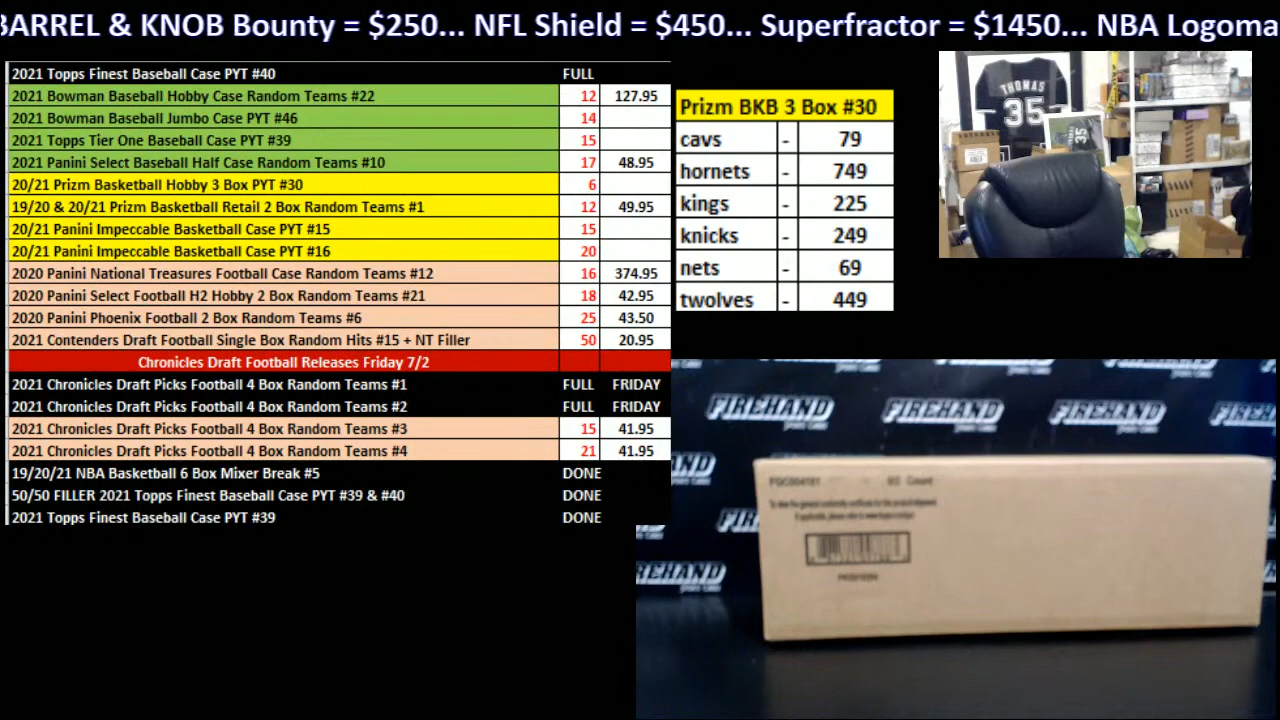 BARREL & KNOB Bounty = $250... NFL Shield = $450... Superfractor = $1450... NBA Logoma
2021 Topps Finest Baseball Case PYT #40 FULL
2021 Bowman Baseball Hobby Case Random Teams #22 12 127.95
2021 Bowman Baseball Jumbo Case PYT #46 14
2021 Topps Tier One Baseball Case PYT #39 15
2021 Panini Select Baseball Half Case Random Teams #10 17 48.95
20/21 Prizm Basketball Hobby 3 Box PYT #30 6
19/20 & 20/21 Prizm Basketball Retail 2 Box Random Teams #1 12 49.95
20/21 Panini Impeccable Basketball Case PYT #15 15
20/21 Panini Impeccable Basketball Case PYT #16 20
2020 Panini National Treasures Football Case Random Teams #12 16 374.95
2020 Panini Select Football H2 Hobby 2 Box Random Teams #21 18 42.95
2020 Panini Phoenix Football 2 Box Random Teams #6 25 43.50
2021 Contenders Draft Football Single Box Random Hits #15 + NT Filler 50 20.95
Chronicles Draft Football Releases Friday 7/2
2021 Chronicles Draft Picks Football 4 Box Random Teams #1 FULL FRIDAY
2021 Chronicles Draft Picks Football 4 Box Random Teams #2 FULL FRIDAY
2021 Chronicles Draft Picks Football 4 Box Random Teams #3 15 41.95
2021 Chronicles Draft Picks Football 4 Box Random Teams #4 21 41.95
19/20/21 NBA Basketball 6 Box Mixer Break #5 DONE
50/50 FILLER 2021 Topps Finest Baseball Case PYT #39 & #40 DONE
2021 Topps Finest Baseball Case PYT #39 DONE
Prizm BKB 3 Box #30
cavs - 79
hornets - 749
kings - 225
knicks - 249
nets - 69
twolves - 449
THOMAS
35
35
FIREHAND
FIREHAND
FIREHAND
Count
FIREHAND